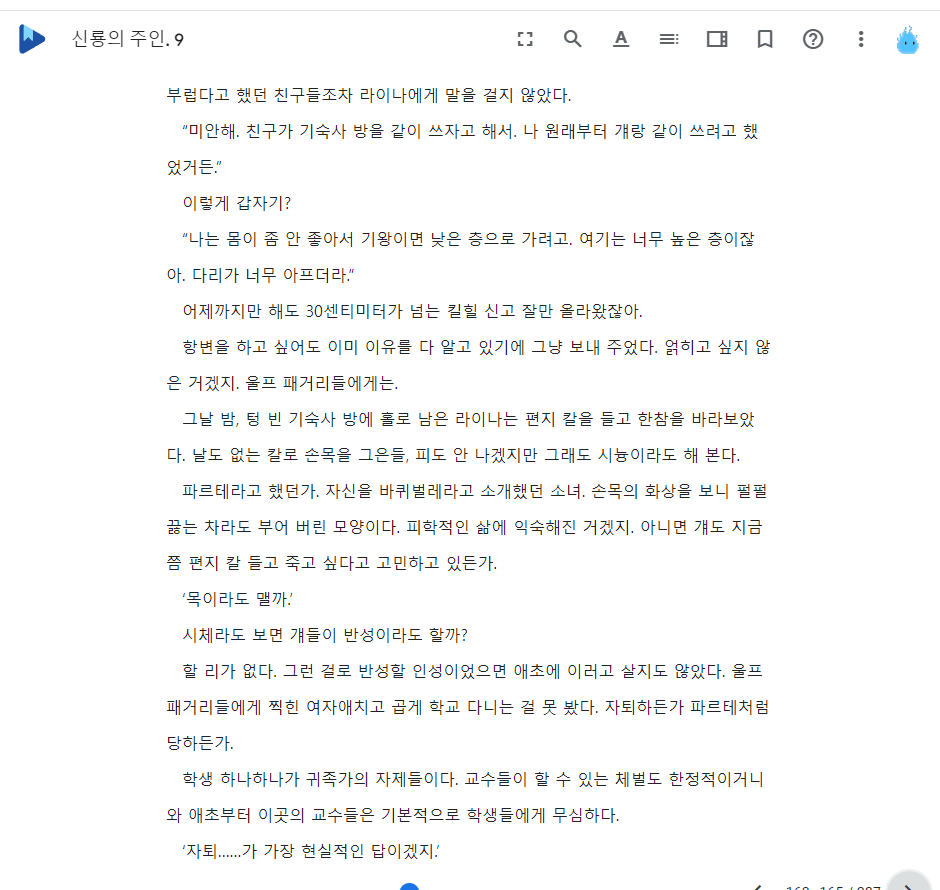 신룡의 주인. 9
부럽다고 했던 친구들조차 라이나에게 말을 걸지 않았다.
“미안해. 친구가 기숙사 방을 같이 쓰자고 해서. 나 원래부터 걔랑 같이 쓰려고 했
었거든.”
이렇게 갑자기?
“나는 몸이 좀 안 좋아서 기왕이면 낮은 층으로 가려고. 여기는 너무 높은 층이잖
아. 다리가 너무 아프더라.”
어제까지만 해도 30센티미터가 넘는 킬힐 신고 잘만 올라왔잖아.
항변을 하고 싶어도 이미 이유를 다 알고 있기에 그냥 보내 주었다. 얽히고 싶지 않
은 거겠지. 울프 패거리들에게는.
그날 밤, 텅 빈 기숙사 방에 홀로 남은 라이나는 편지 칼을 들고 한참을 바라보았
다. 날도 없는 칼로 손목을 그은들, 피도 안 나겠지만 그래도 시늉이라도 해 본다.
파르테라고 했던가. 자신을 바퀴벌레라고 소개했던 소녀. 손목의 화상을 보니 펄펄
끓는 차라도 부어 버린 모양이다. 피학적인 삶에 익숙해진 거겠지. 아니면 걔도 지금
쯤 편지 칼 들고 죽고 싶다고 고민하고 있든가.
‘목이라도 맬까.’
시체라도 보면 걔들이 반성이라도 할까?
할 리가 없다. 그런 걸로 반성할 인성이었으면 애초에 이러고 살지도 않았다. 울프
패거리들에게 찍힌 여자애치고 곱게 학교 다니는 걸 못 봤다. 자퇴하든가 파르테처럼
당하든가.
학생 하나하나가 귀족가의 자제들이다. 교수들이 할 수 있는 체벌도 한정적이거니
와 애초부터 이곳의 교수들은 기본적으로 학생들에게 무심하다.
‘자퇴……가 가장 현실적인 답이겠지.’